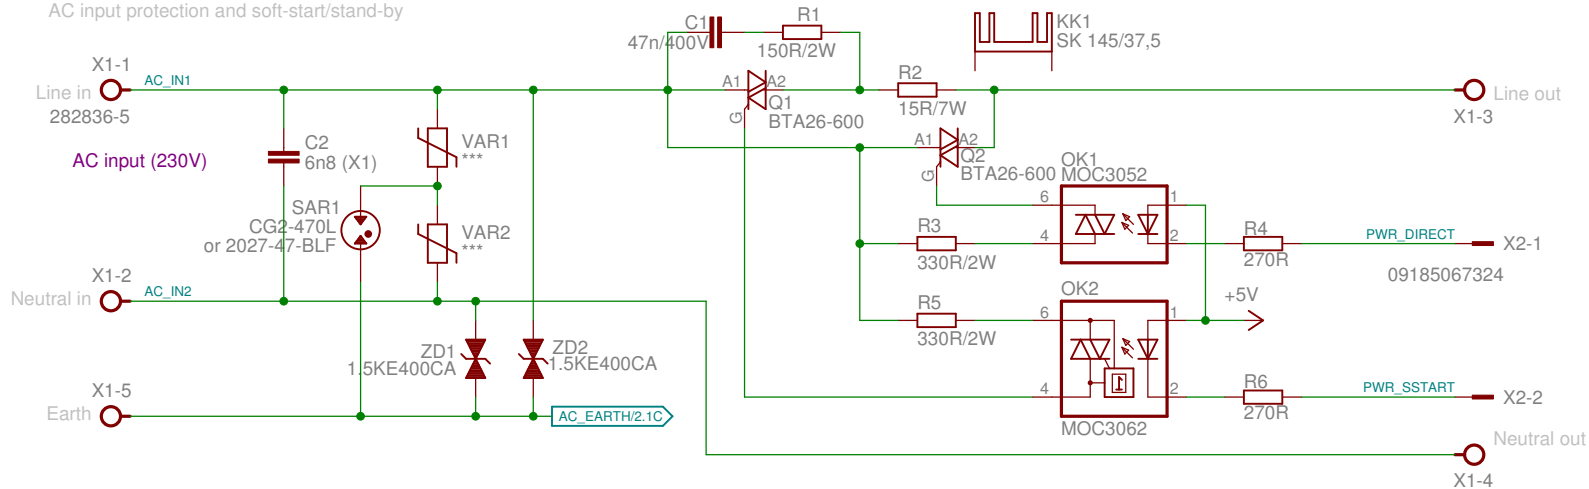 AC input protection and soft-start/stand-by
C1
47n/400V
R1
150R/2W
KK1
SK 145/37,5
X1-1
Line in
282836-5
AC_IN1
A1
A2
G
Q1
BTA26-600
R2
15R/7W
Line out
X1-3
AC input (230V)
C2
6n8 (X1)
VAR1
***
A1
A2
G
Q2
BTA26-600
OK1
MOC3052
6
4
1
2
SAR1
CG2-470L
or 2027-47-BLF
VAR2
***
R3
330R/2W
R4
270R
PWR_DIRECT
X2-1
09185067324
X1-2
Neutral in
AC_IN2
+5V
OK2
R5
330R/2W
6
4
1
2
MOC3062
ZD1
1.5KE400CA
ZD2
1.5KE400CA
R6
270R
PWR_SSTART
X2-2
X1-5
Earth
AC_EARTH/2.1C
Neutral out
X1-4